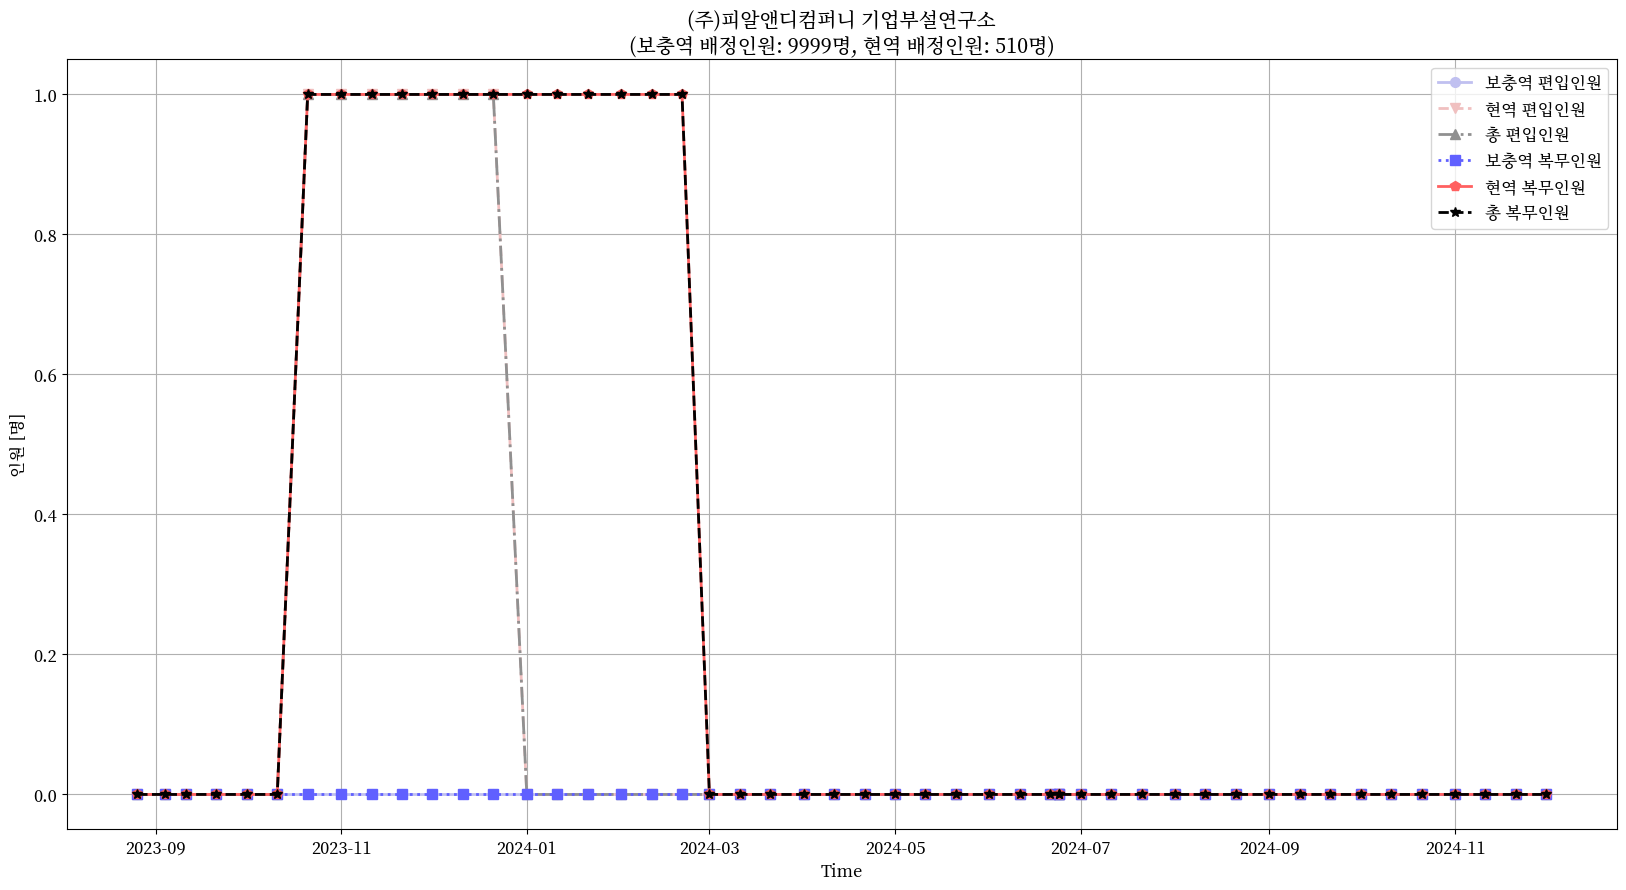 (주)피알앤디컴퍼니 기업부설연구소
(보충역 배정인원: 9999명, 현역 배정인원: 510명)
보충역 편입인원
현역 편입인원
총 편입인원
보충역 복무인원
현역 복무인원
총 복무인원
인원 [명]
1.0
0.8
0.6
0.4
0.2
0.0
2023-09
2023-11
2024-01
2024-03
2024-05
2024-07
2024-09
2024-11
Time